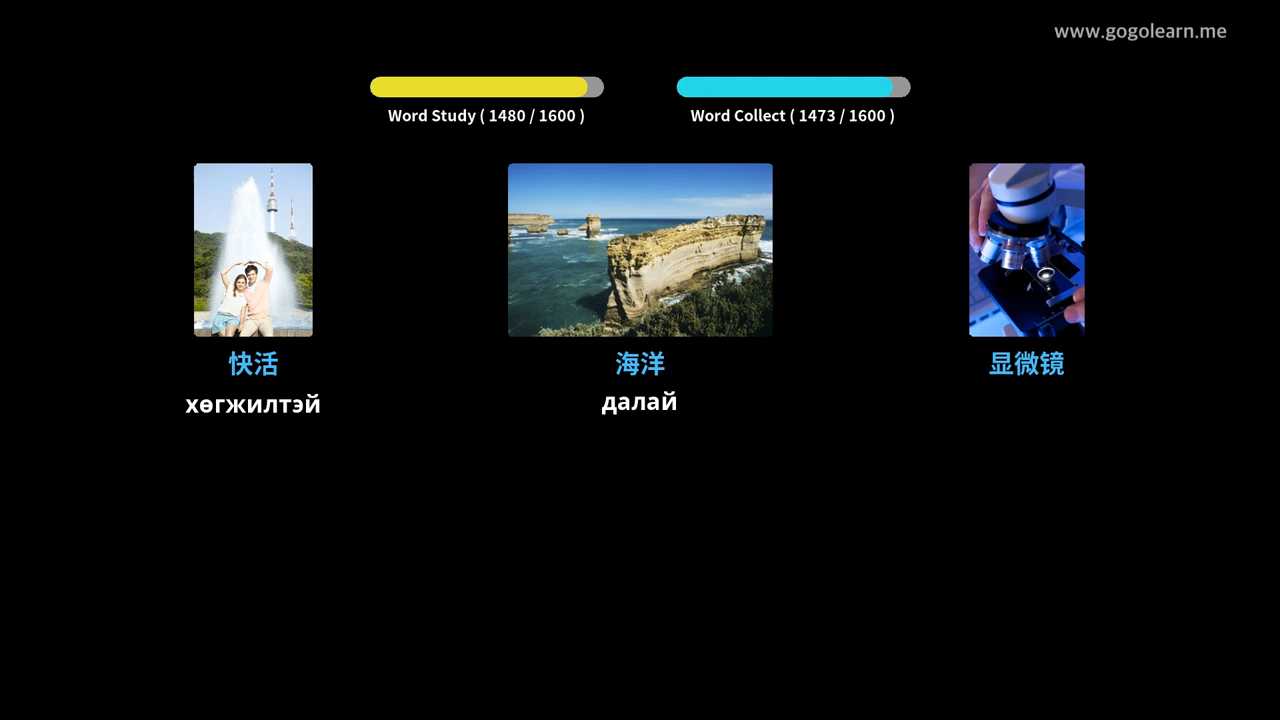 www.gogolearn.me
Word Study ( 1480 / 1600 )
Word Collect ( 1473 / 1600 )
快活
海洋
显微镜
хөгжилтэй
далай